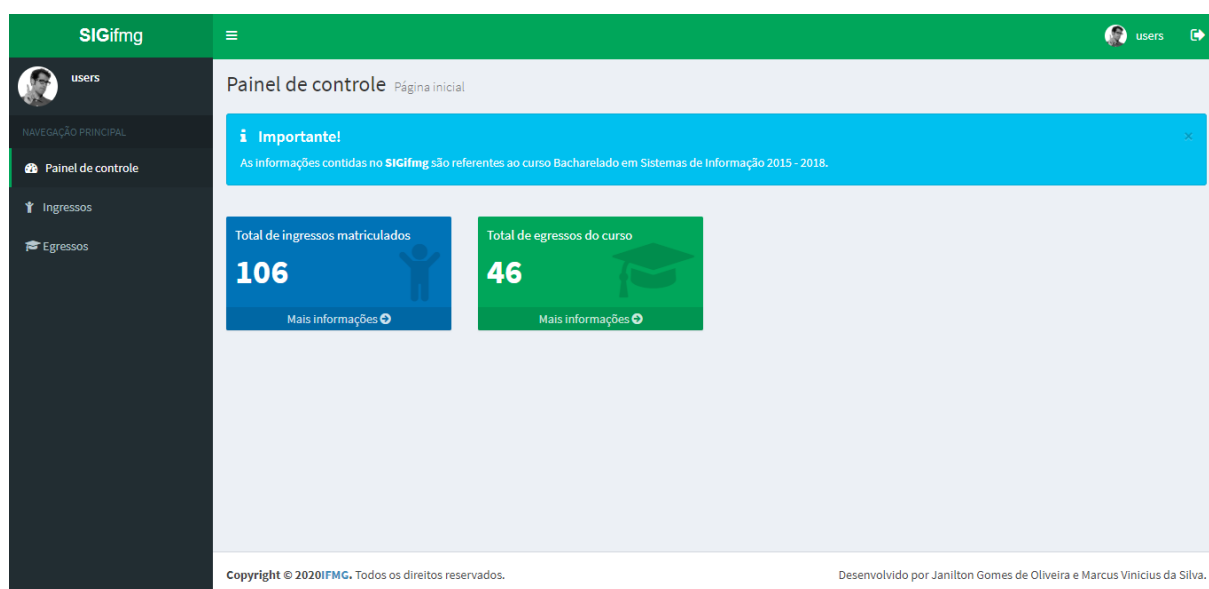 SIGifmg
users
users
NAVEGAÇÃO PRINCIPAL
Painel de controle
Ingressos
Egressos
Painel de controle Página inicial
Importante!
×
As informações contidas no SIGifmg são referentes ao curso Bacharelado em Sistemas de Informação 2015 - 2018.
Total de ingressos matriculados
106
Mais informações
Total de egressos do curso
46
Mais informações
Copyright © 2020IFMG. Todos os direitos reservados.
Desenvolvido por Janilton Gomes de Oliveira e Marcus Vinicius da Silva.